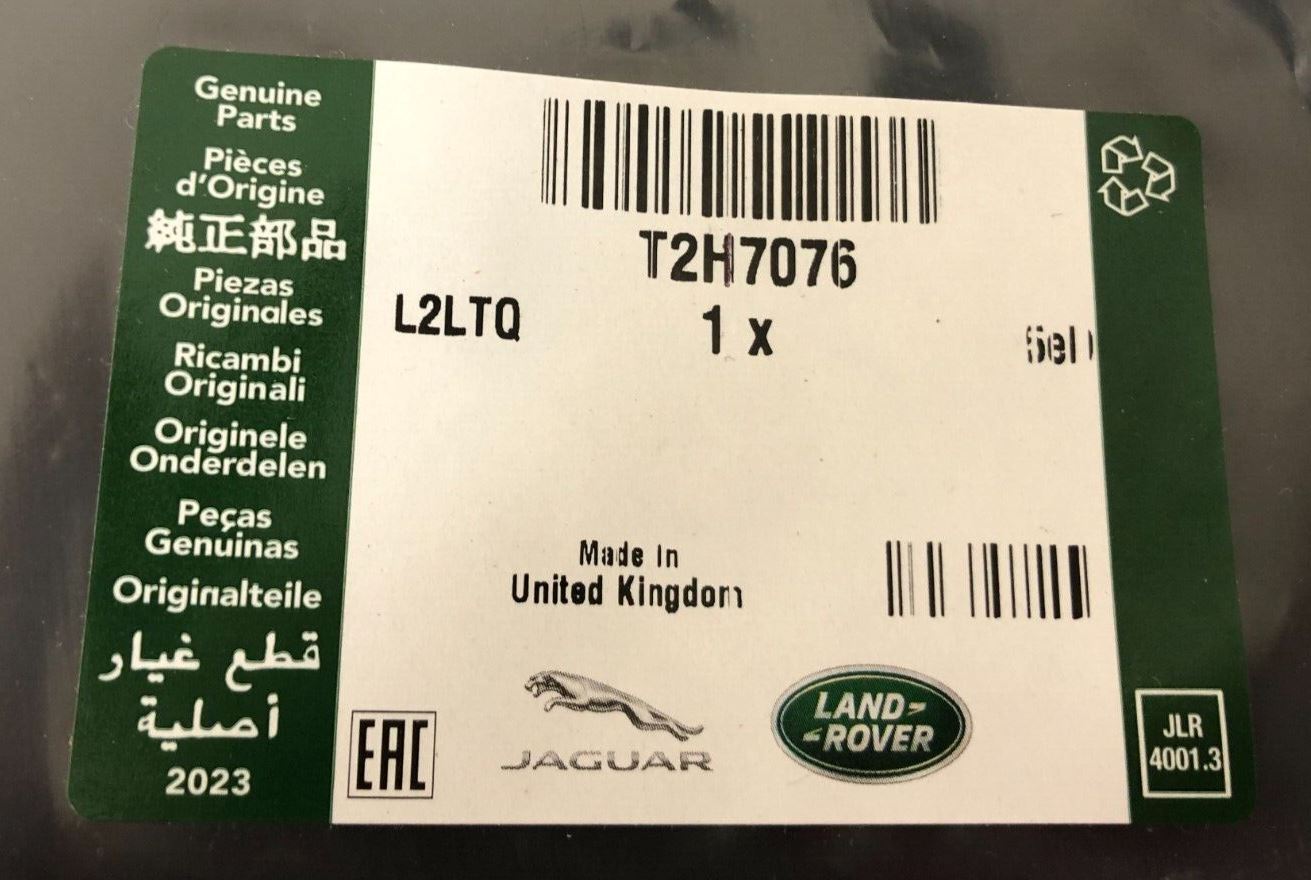 Genuine
Parts
Pièces
d'Origine
純正部品
Piezas
Originales
Ricambi
Originali
Originele
Onderdelen
Peças
Genuinas
Originalteile
قطع غيار
أصلية
2023
T2H7076
L2LTQ 1 x
Made In
United Kingdom
EAC
JAGUAR
LAND-
-ROVER
JLR
4001.3